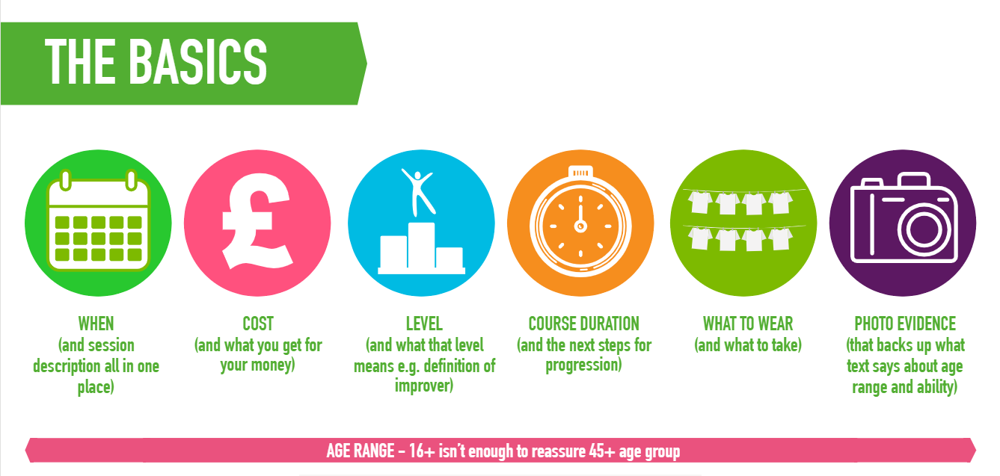 THE BASICS
WHEN
(and session
description all in one
place)
COST
(and what you get for
your money)
LEVEL
(and what that level
means e.g. definition of
improver)
COURSE DURATION
(and the next steps for
progression)
WHAT TO WEAR
(and what to take)
PHOTO EVIDENCE
(that backs up what
text says about age
range and ability)
AGE RANGE – 16+ isn’t enough to reassure 45+ age group